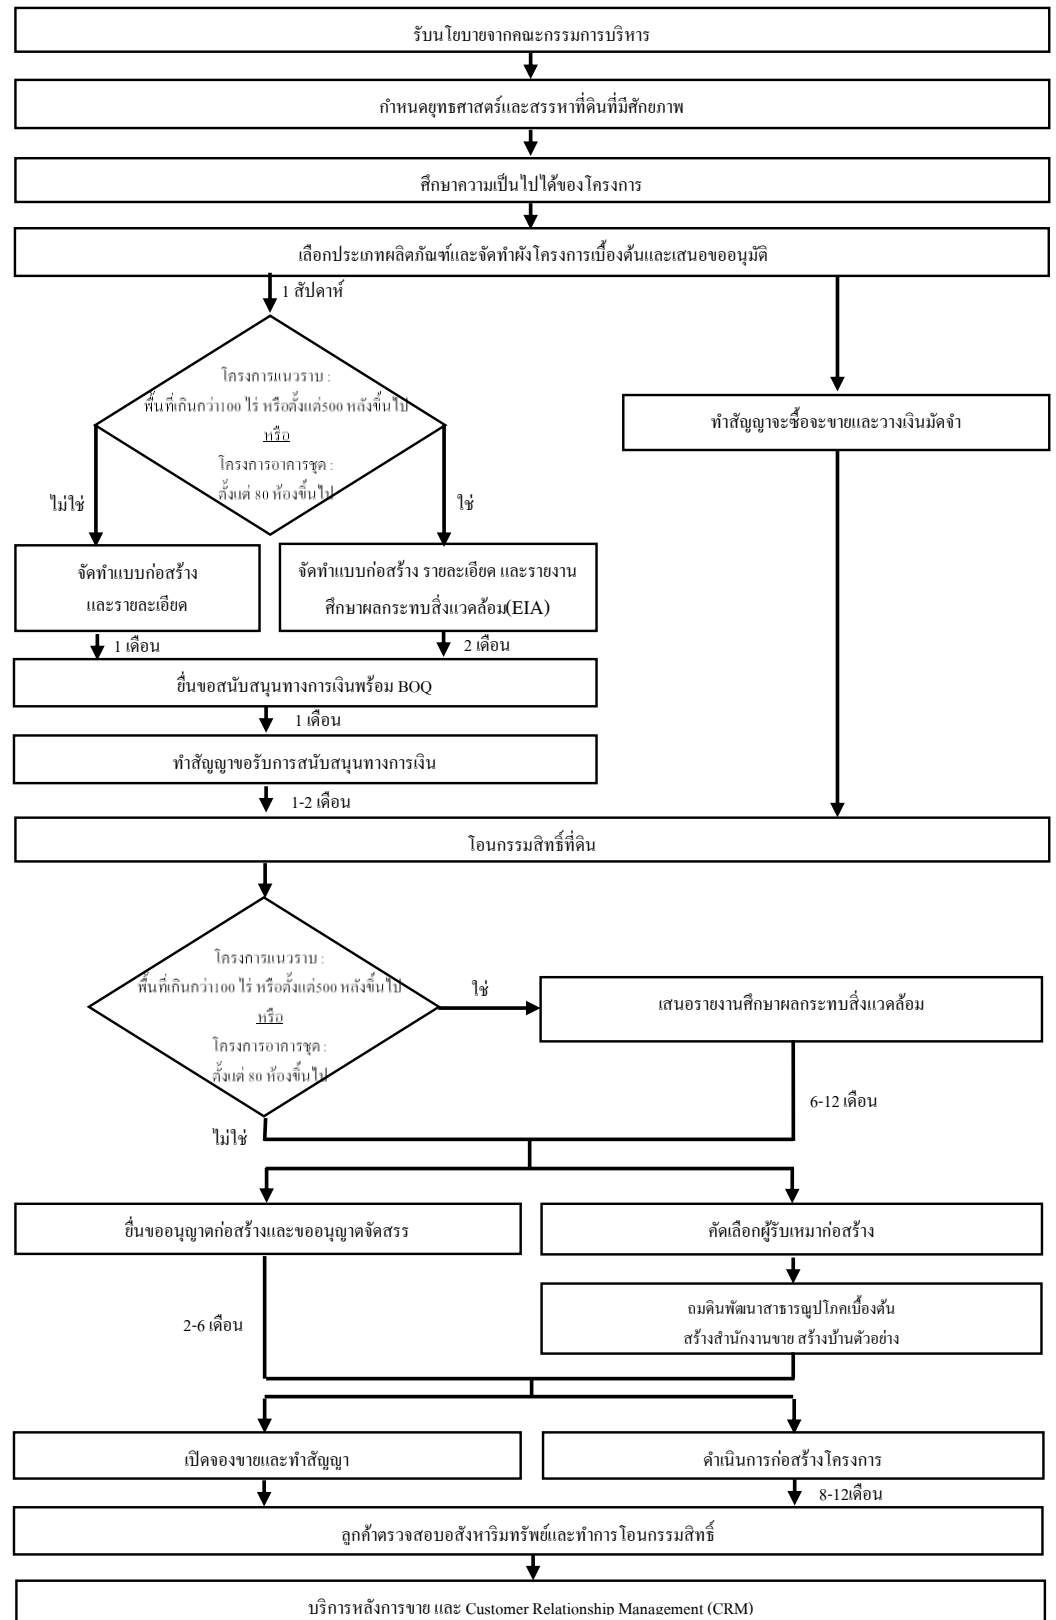 รับนโยบายจากคณะกรรมการบริหาร
กำหนดยุทธศาสตร์และสรรหาที่ดินที่มีศักยภาพ
ศึกษาความเป็นไปได้ของโครงการ
เลือกประเภทผลิตภัณฑ์และจัดทำผังโครงการเบื้องต้นและเสนอขออนุมัติ
1 สัปดาห์
โครงการแนวราบ :
พื้นที่เกินกว่า100 ไร่ หรือตั้งแต่500 หลังขึ้นไป
หรือ
โครงการอาคารชุด :
ตั้งแต่ 80 ห้องขึ้นไป
ทำสัญญาจะซื้อจะขายและวางเงินมัดจำ
ไม่ใช่
ใช่
จัดทำแบบก่อสร้าง
และรายละเอียด
จัดทำแบบก่อสร้าง รายละเอียด และรายงาน
ศึกษาผลกระทบสิ่งแวดล้อม(EIA)
1 เดือน
2 เดือน
ยื่นขอสนับสนุนทางการเงินพร้อม BOQ
1 เดือน
ทำสัญญาขอรับการสนับสนุนทางการเงิน
1-2 เดือน
โอนกรรมสิทธิ์ที่ดิน
โครงการแนวราบ :
พื้นที่เกินกว่า100 ไร่ หรือตั้งแต่500 หลังขึ้นไป
หรือ
โครงการอาคารชุด :
ตั้งแต่ 80 ห้องขึ้นไป
ใช่
เสนอรายงานศึกษาผลกระทบสิ่งแวดล้อม
6-12 เดือน
ไม่ใช่
ยื่นขออนุญาตก่อสร้างและขออนุญาตจัดสรร
คัดเลือกผู้รับเหมาก่อสร้าง
2-6 เดือน
ถมดินพัฒนาสาธารณูปโภคเบื้องต้น
สร้างสำนักงานขาย สร้างบ้านตัวอย่าง
เปิดจองขายและทำสัญญา
ดำเนินการก่อสร้างโครงการ
8-12เดือน
ลูกค้าตรวจสอบอสังหาริมทรัพย์และทำการโอนกรรมสิทธิ์
บริการหลังการขาย และ Customer Relationship Management (CRM)